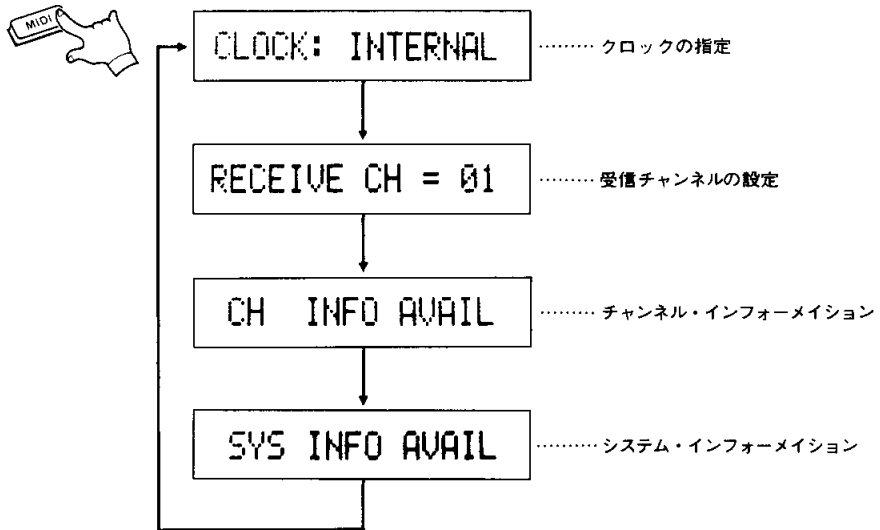 MIDI
CLOCK: INTERNAL ……… クロックの指定
RECEIVE CH = 01 ……… 受信チャンネルの設定
CH INFO AVAIL ……… チャンネル・インフォーメイション
SYS INFO AVAIL ……… システム・インフォーメイション